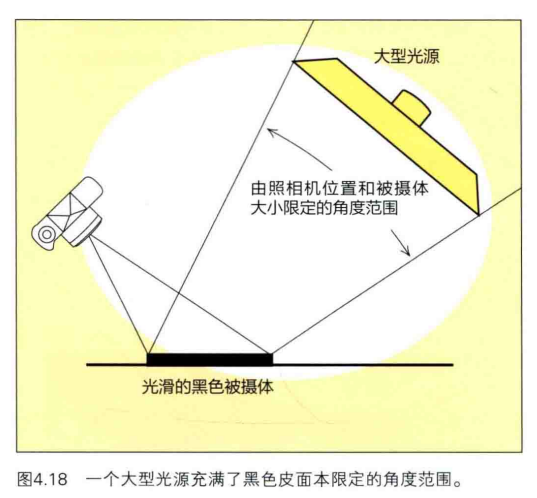 大型光源
由照相机位置和被摄体
大小限定的角度范围
光滑的黑色被摄体
图4.18 一个大型光源充满了黑色皮面本限定的角度范围。